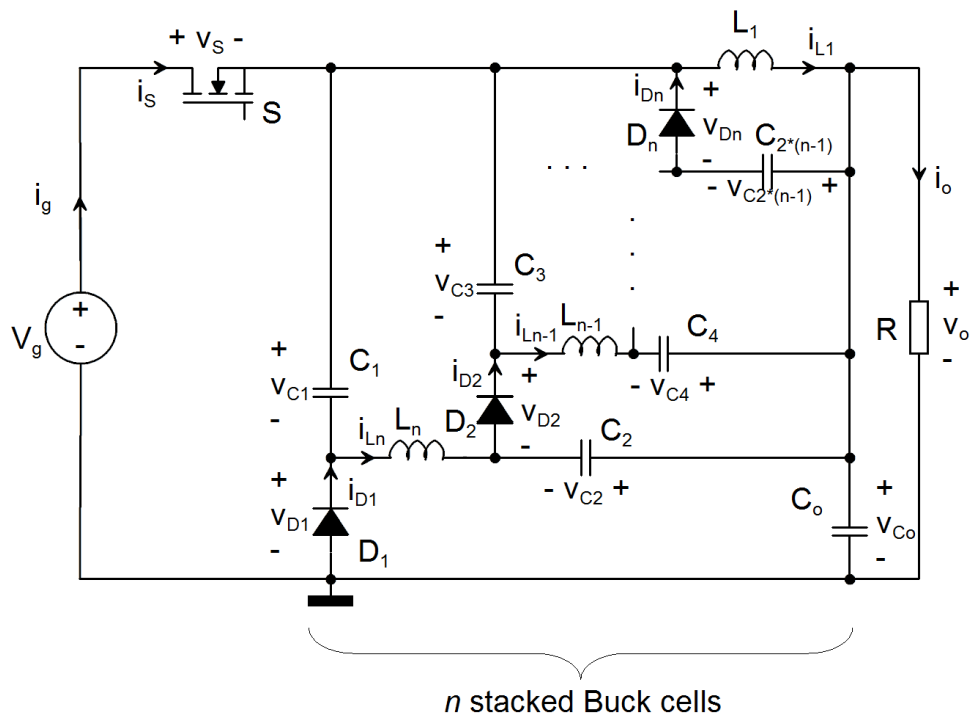 + v_S -
i_S
S
L_1
i_L1
i_Dn
+
D_n
v_Dn
-
C_2*(n-1)
- v_C2*(n-1) +
. . .
i_g
i_o
.
.
.
+
v_C3
-
C_3
V_g
+
-
i_Ln-1
L_n-1
C_4
- v_C4 +
R
+
v_o
-
+
v_C1
-
C_1
i_D2
D_2
+
v_D2
-
i_Ln
L_n
C_2
- v_C2 +
+
v_D1
-
i_D1
D_1
C_o
+
v_Co
-
n stacked Buck cells